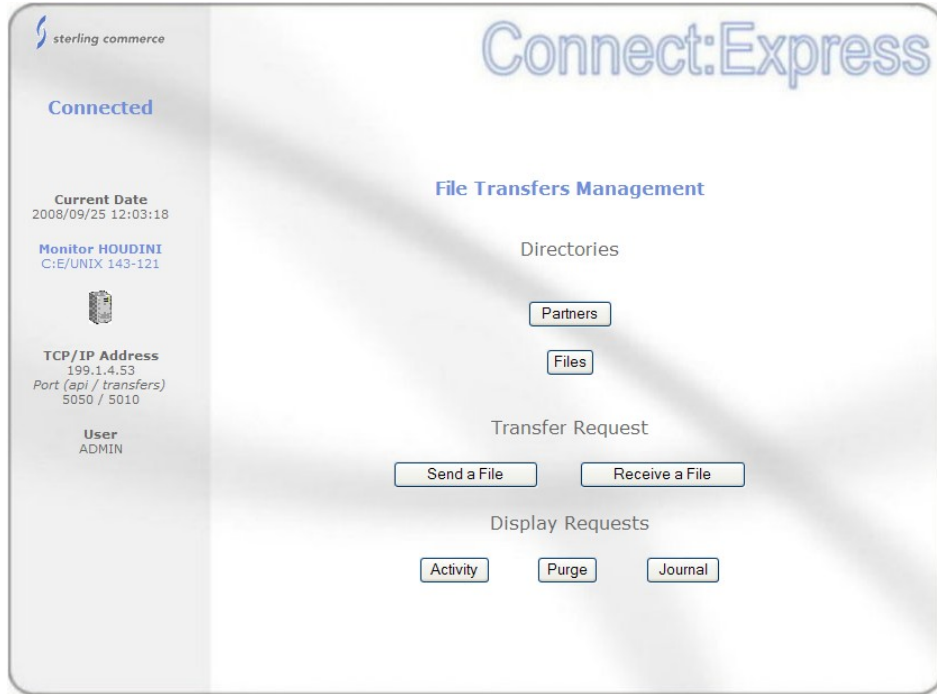 sterling commerce
Connect:Express
Connected
Current Date
2008/09/25 12:03:18
Monitor HOUDINI
C:E/UNIX 143-121
TCP/IP Address
199.1.4.53
Port (api / transfers)
5050 / 5010
User
ADMIN
File Transfers Management
Directories
Partners
Files
Transfer Request
Send a File Receive a File
Display Requests
Activity Purge Journal